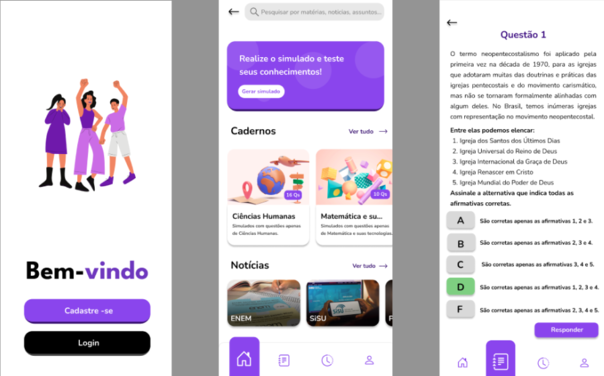 Bem-vindo
Cadastre -se
Login
Pesquisar por matérias, notícias, assuntos...
Realize o simulado e teste
seus conhecimentos!
Gerar simulado
Cadernos
Ver tudo
16 Qs
10 Qs
Ciências Humanas
Simulados com questões apenas
de Ciências Humanas.
Matemática e su...
Simulados com questões apenas
de Matemática e suas tecnologias.
Notícias
Ver tudo
ENEM
SiSU
F
Questão 1
O termo neopentecostalismo foi aplicado pela
primeira vez na década de 1970, para as igrejas
que adotaram muitas das doutrinas e práticas das
igrejas pentecostais e do movimento carismático,
mas não se tornaram formalmente alinhadas com
algum deles. No Brasil, temos inúmeras igrejas
com representação no movimento neopentecostal.
Entre elas podemos elencar:
1. Igreja dos Santos dos Últimos Dias
2. Igreja Universal do Reino de Deus
3. Igreja Internacional da Graça de Deus
4. Igreja Renascer em Cristo
5. Igreja Mundial do Poder de Deus
Assinale a alternativa que indica todas as
afirmativas corretas.
A São corretas apenas as afirmativas 1, 2 e 3.
B São corretas apenas as afirmativas 2, 3 e 4.
C São corretas apenas as afirmativas 3, 4 e 5.
D São corretas apenas as afirmativas 1, 2, 3 e 4.
F São corretas apenas as afirmativas 2, 3, 4 e 5.
Responder